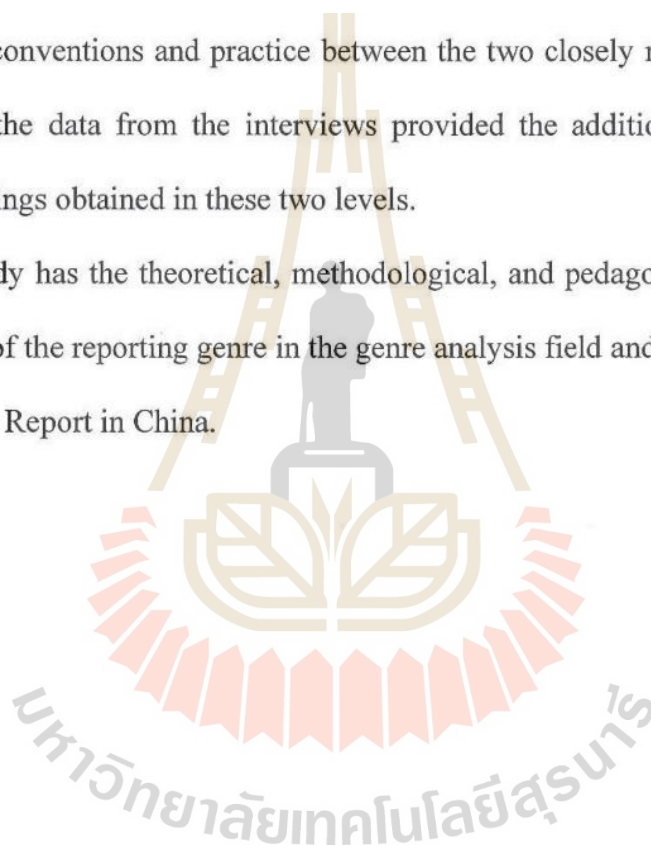 conventions and practice between the two closely
the data from the interviews provided the
ings obtained in these two levels.
dy has the theoretical, methodological, and
of the reporting genre in the genre analysis field and
Report in China.
มหาวิทยาลัยเทคโนโลยีสุรนารี